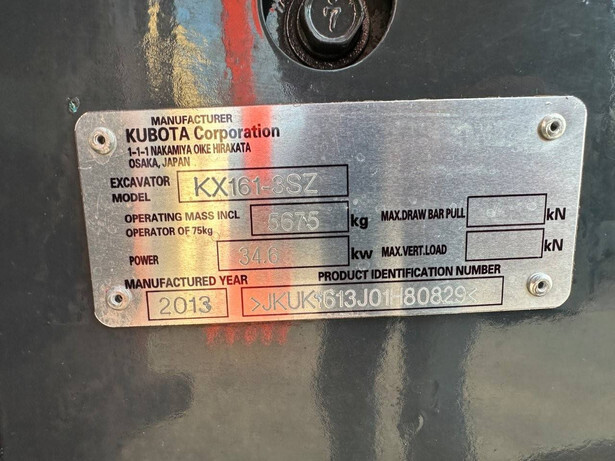 MANUFACTURER
KUBOTA Corporation
1-1-1 NAKAMIYA OIKE HIRAKATA
OSAKA, JAPAN
EXCAVATOR MODEL KX161-3SZ
OPERATING MASS INCL OPERATOR OF 75kg 5675 kg MAX.DRAW BAR PULL kN
POWER 34.6 kw MAX.VERT.LOAD kN
MANUFACTURED YEAR PRODUCT IDENTIFICATION NUMBER
2013